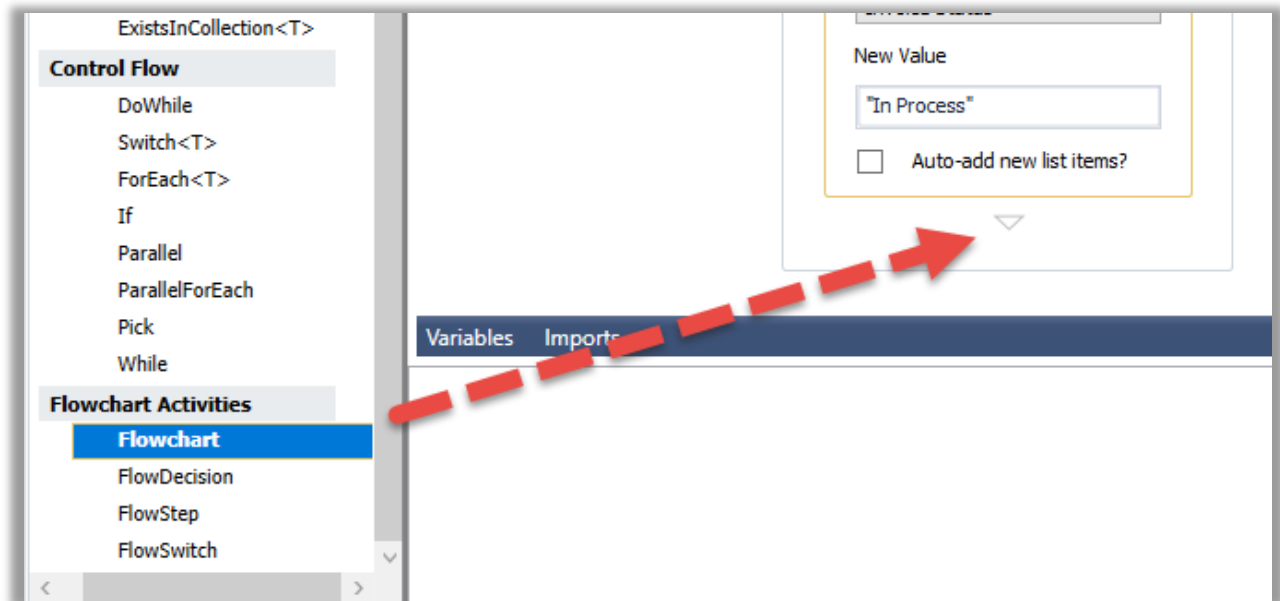 ExistsInCollection<T>
Control Flow
DoWhile
Switch<T>
ForEach<T>
If
Parallel
ParallelForEach
Pick
While
Flowchart Activities
Flowchart
FlowDecision
FlowStep
FlowSwitch
New Value
"In Process"
Auto-add new list items?
Variables Imports